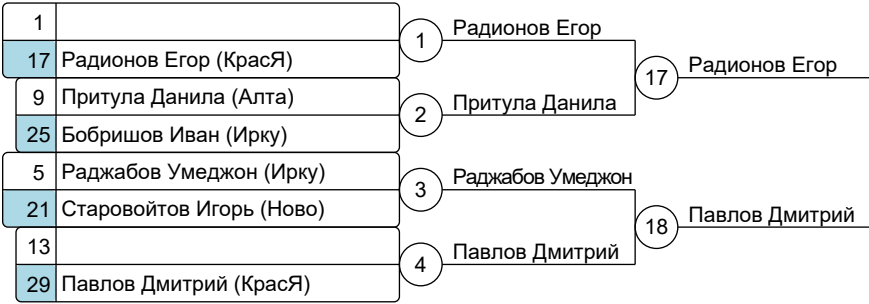 1
17 Радионов Егор (КрасЯ)
1
Радионов Егор
9 Притула Данила (Алта)
25 Бобришов Иван (Ирку)
2
Притула Данила
17
Радионов Егор
5 Раджабов Умеджон (Ирку)
21 Старовойтов Игорь (Ново)
3
Раджабов Умеджон
13
29 Павлов Дмитрий (КрасЯ)
4
Павлов Дмитрий
18
Павлов Дмитрий